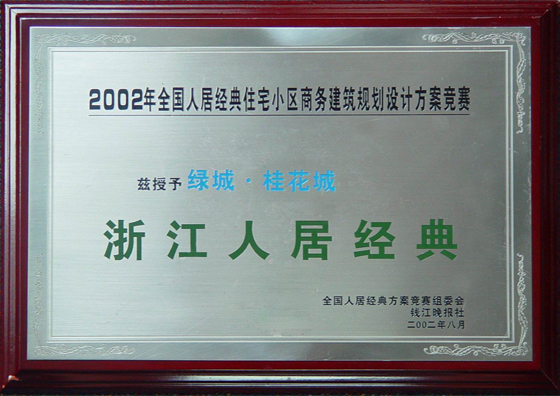 2002年全国人居经典住宅小区商务建筑规划设计方案竞赛
兹授予 绿城·桂花城
浙江人居经典
全国人居经典方案竞赛组委会
钱江晚报社
二00二年八月